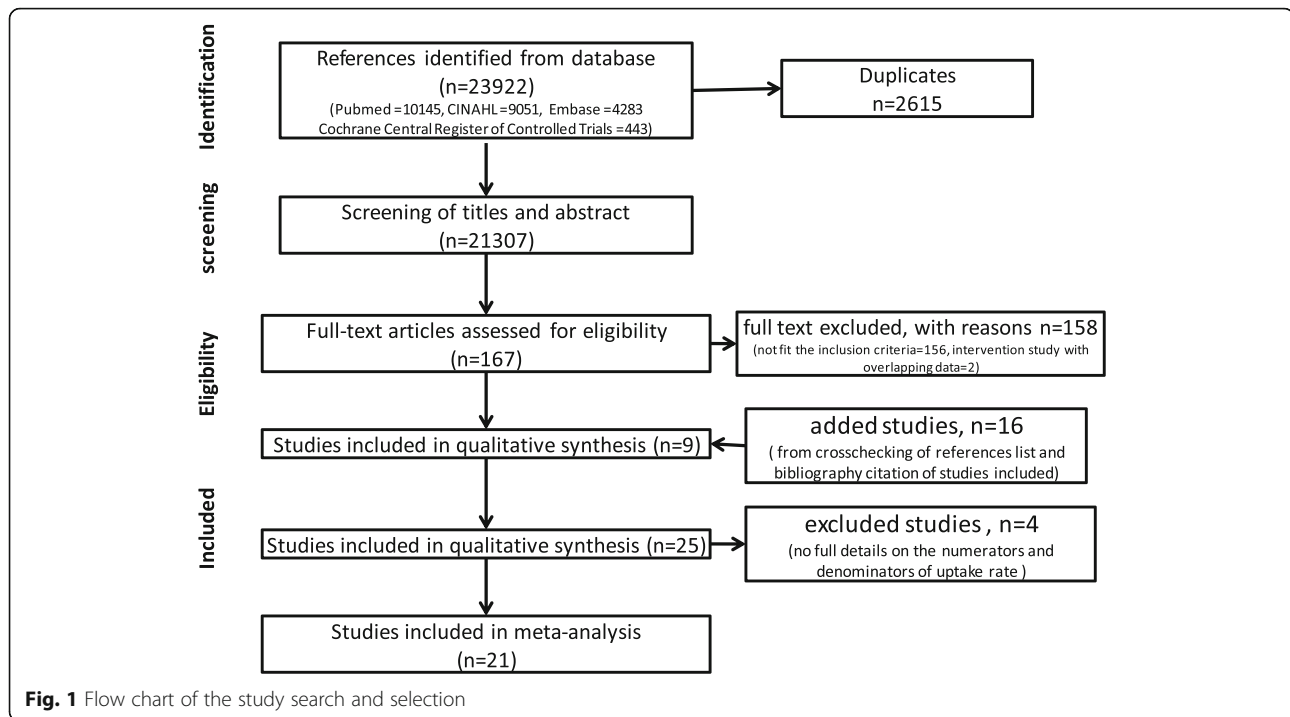 Identification
References identified from database
(n=23922)
(Pubmed =10145, CINAHL =9051, Embase =4283
Cochrane Central Register of Controlled Trials =443)
Duplicates
n=2615
screening
Screening of titles and abstract
(n=21307)
Eligibility
Full-text articles assessed for eligibility
(n=167)
full text excluded, with reasons n=158
(not fit the inclusion criteria=156, intervention study with
overlapping data=2)
Studies included in qualitative synthesis (n=9)
added studies, n=16
( from crosschecking of references list and
bibliography citation of studies included)
Included
Studies included in qualitative synthesis (n=25)
excluded studies , n=4
(no full details on the numerators and
denominators of uptake rate )
Studies included in meta-analysis
(n=21)
Fig. 1 Flow chart of the study search and selection